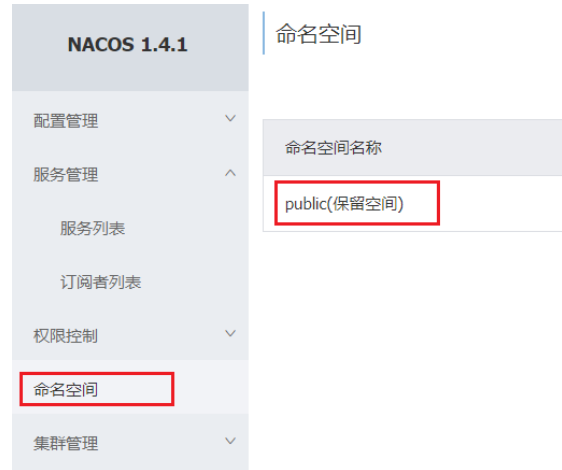 NACOS 1.4.1
配置管理
服务管理
服务列表
订阅者列表
权限控制
命名空间
集群管理
命名空间
命名空间名称
public(保留空间)